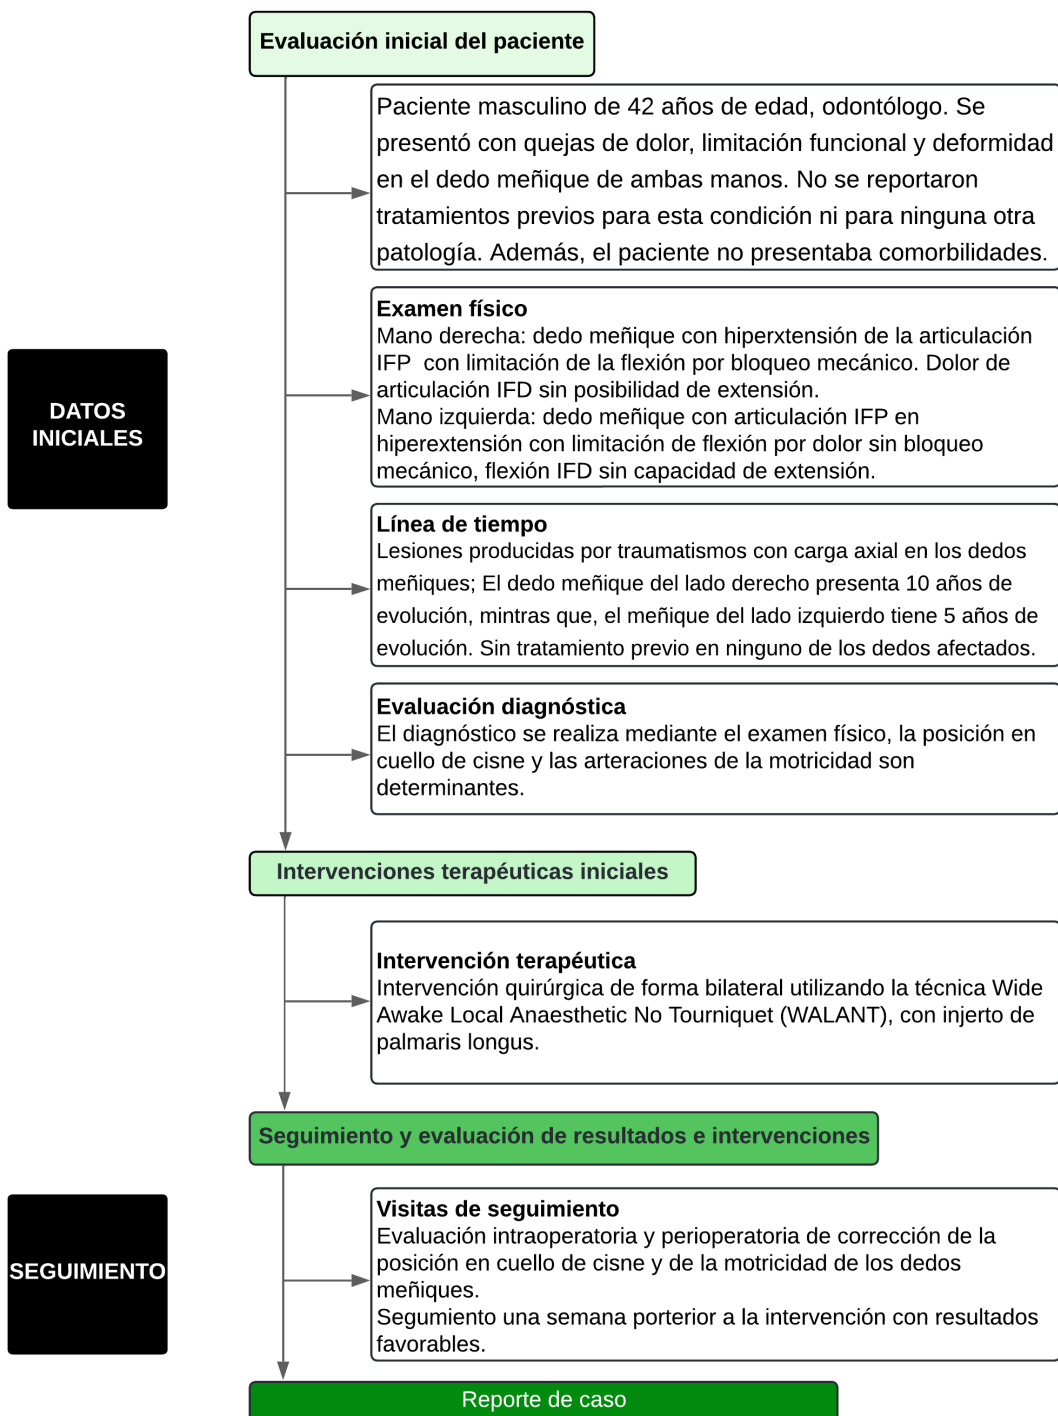 Evaluación inicial del paciente
Paciente masculino de 42 años de edad, odontólogo. Se
presentó con quejas de dolor, limitación funcional y deformidad
en el dedo meñique de ambas manos. No se reportaron
tratamientos previos para esta condición ni para ninguna otra
patología. Además, el paciente no presentaba comorbilidades.
DATOS
INICIALES
Examen físico
Mano derecha: dedo meñique con hiperxtensión de la articulación
IFP  con limitación de la flexión por bloqueo mecánico. Dolor de
articulación IFD sin posibilidad de extensión.
Mano izquierda: dedo meñique con articulación IFP en
hiperextensión con limitación de flexión por dolor sin bloqueo
mecánico, flexión IFD sin capacidad de extensión.
Línea de tiempo
Lesiones producidas por traumatismos con carga axial en los dedos
meñiques; El dedo meñique del lado derecho presenta 10 años de
evolución, mintras que, el meñique del lado izquierdo tiene 5 años de
evolución. Sin tratamiento previo en ninguno de los dedos afectados.
Evaluación diagnóstica
El diagnóstico se realiza mediante el examen físico, la posición en
cuello de cisne y las arteraciones de la motricidad son
determinantes.
Intervenciones terapéuticas iniciales
Intervención terapéutica
Intervención quirúrgica de forma bilateral utilizando la técnica Wide
Awake Local Anaesthetic No Tourniquet (WALANT), con injerto de
palmaris longus.
Seguimiento y evaluación de resultados e intervenciones
SEGUIMIENTO
Visitas de seguimiento
Evaluación intraoperatoria y perioperatoria de corrección de la
posición en cuello de cisne y de la motricidad de los dedos
meñiques.
Segumiento una semana porterior a la intervención con resultados
favorables.
Reporte de caso